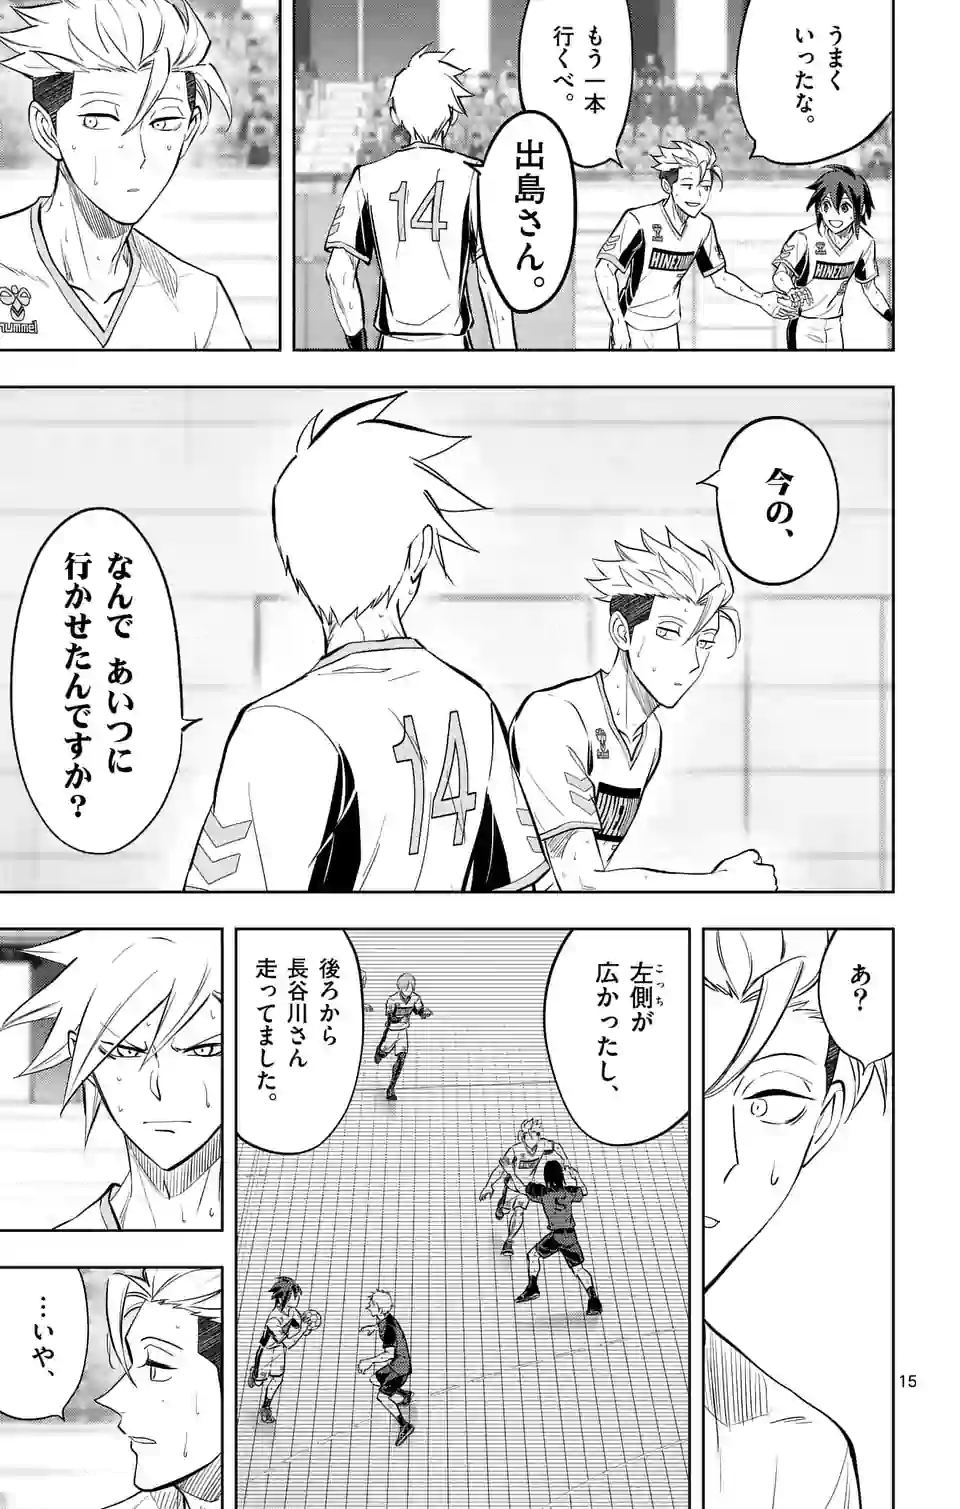 うまく
いったな。
もう一本
行くべ。
出島さん。
14
KINEZUKA
hummel
今の、
なんで あいつに
行かせたんですか?
14
あ?
左側が
こっち
広かったし、
後ろから
長谷川さん
走ってました。
…いや、
15